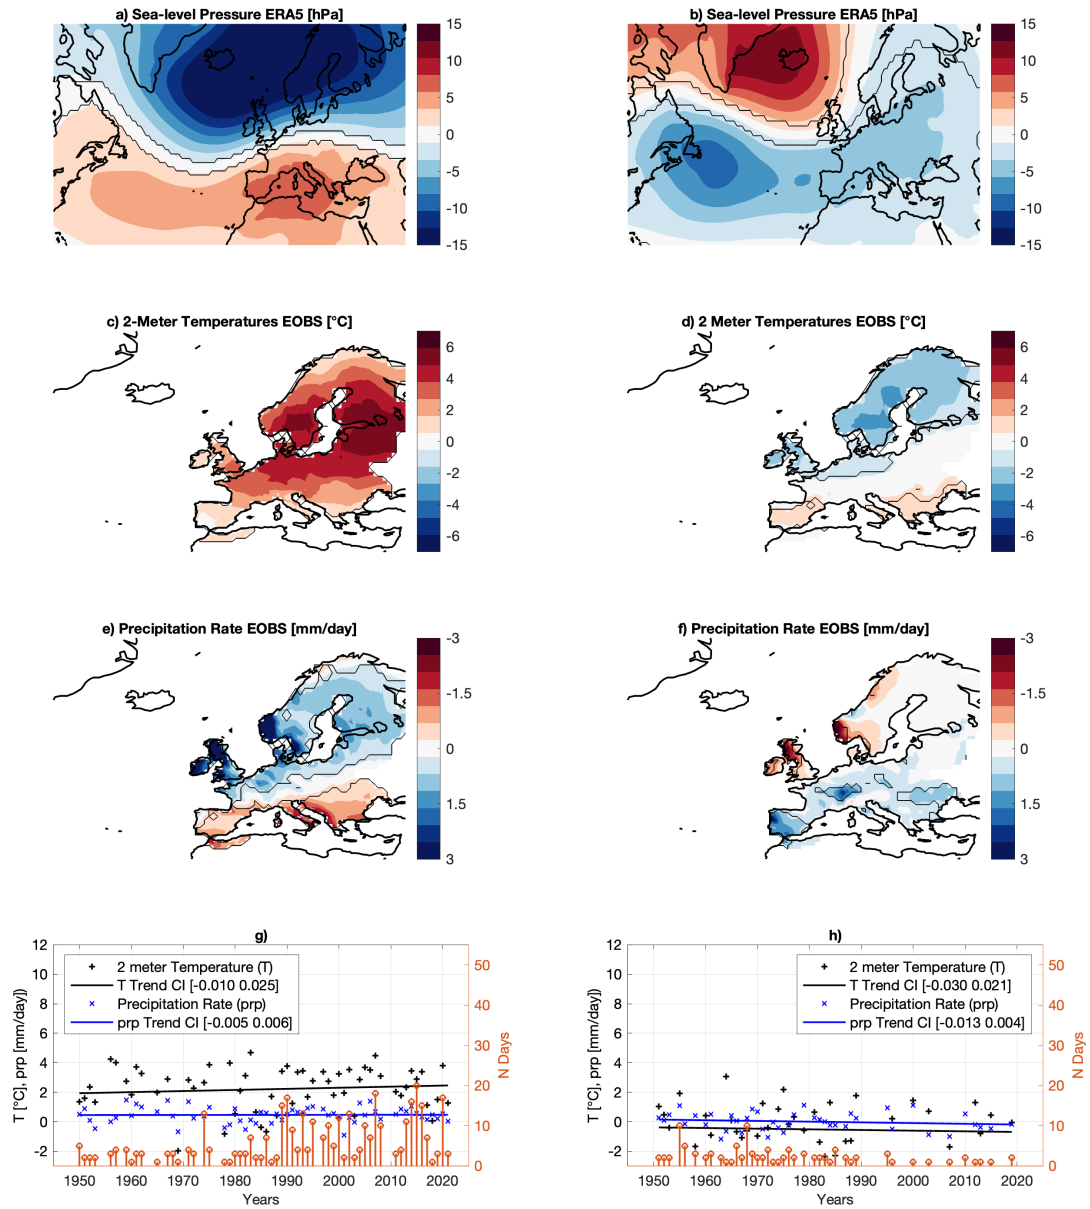 a) Sea-level Pressure ERA5 [hPa]
15
10
5
0
-5
-10
-15
b) Sea-level Pressure ERA5 [hPa]
15
10
5
0
-5
-10
-15
c) 2-Meter Temperatures EOBS [°C]
6
4
2
0
-2
-4
-6
d) 2 Meter Temperatures EOBS [°C]
6
4
2
0
-2
-4
-6
e) Precipitation Rate EOBS [mm/day]
-3
-1.5
0
1.5
3
f) Precipitation Rate EOBS [mm/day]
-3
-1.5
0
1.5
3
g)
12
10
8
6
4
2
0
-2
T [°C], prp [mm/day])
2 meter Temperature (T)
T Trend CI [-0.010 0.025]
Precipitation Rate (prp)
prp Trend CI [-0.005 0.006]
50
40
30
20
10
0
N Days
1950 1960 1970 1980 1990 2000 2010 2020
Years
h)
12
10
8
6
4
2
0
-2
T [°C], prp [mm/day])
2 meter Temperature (T)
T Trend CI [-0.030 0.021]
Precipitation Rate (prp)
prp Trend CI [-0.013 0.004]
50
40
30
20
10
0
N Days
1950 1960 1970 1980 1990 2000 2010 2020
Years